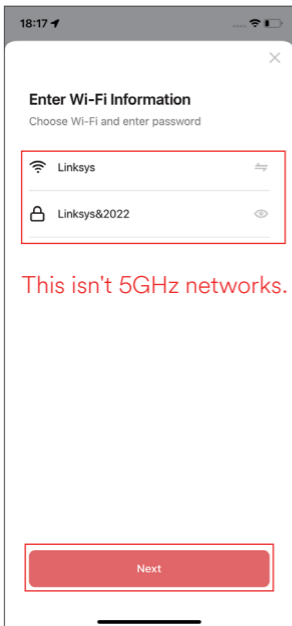 18:17
Enter Wi-Fi Information
Choose Wi-Fi and enter password
Linksys
Linksys&2022
This isn't 5GHz networks.
Next